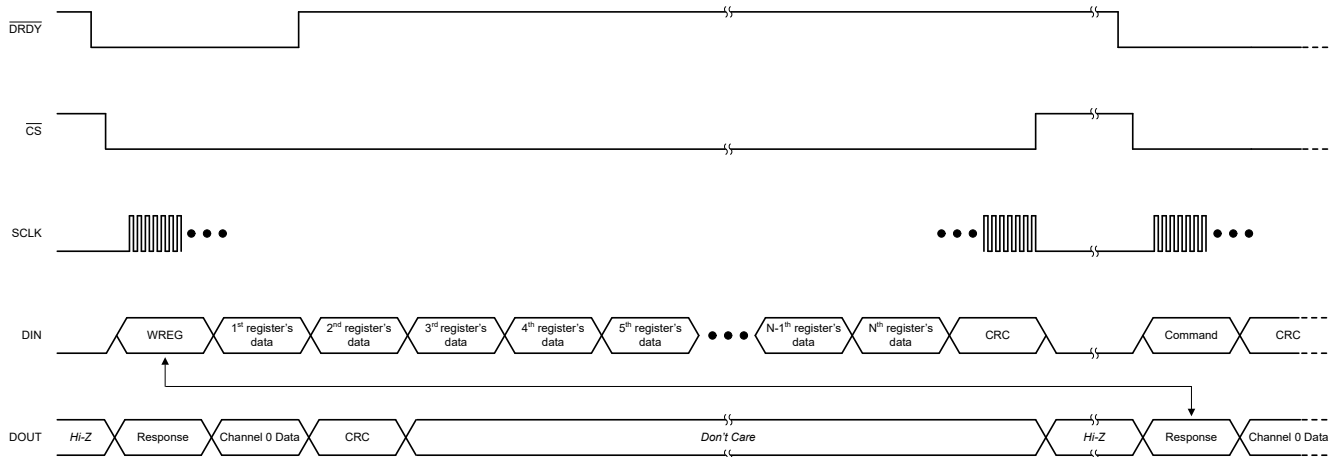 DRDY
CS
SCLK
DIN
WREG
1st register's
data
2nd register's
data
3rd register's
data
4th register's
data
5th register's
data
N-1th register's
data
Nth register's
data
CRC
Command
CRC
DOUT
Hi-Z
Response
Channel 0 Data
CRC
Don't Care
Hi-Z
Response
Channel 0 Data